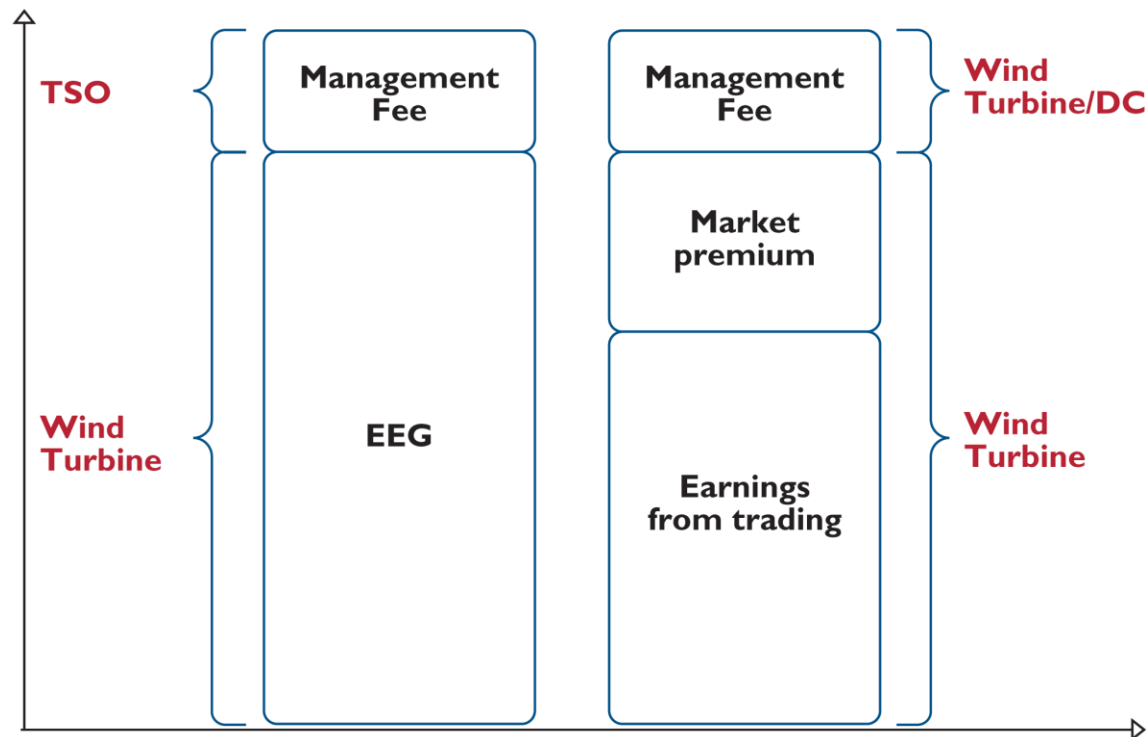 TSO
Management
Fee
Management
Fee
Wind
Turbine/DC
Market
premium
Wind
Turbine
EEG
Earnings
from trading
Wind
Turbine